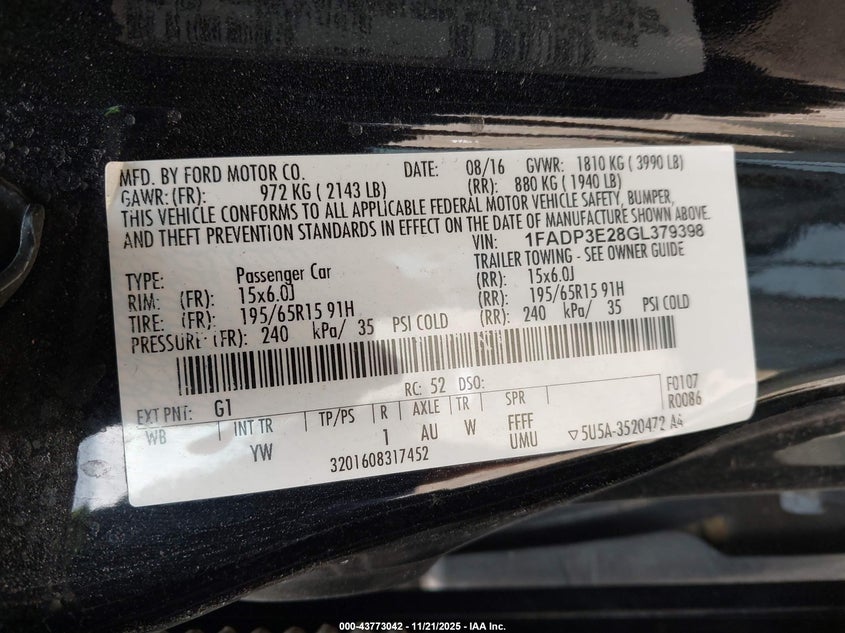 MFD. BY FORD MOTOR CO. DATE: 08/16 GVWR: 1810 KG ( 3990 LB)
GAWR: (FR): 972 KG ( 2143 LB) (RR): 880 KG ( 1940 LB)
THIS VEHICLE CONFORMS TO ALL APPLICABLE FEDERAL MOTOR VEHICLE SAFETY, BUMPER,
AND THEFT PREVENTION STANDARDS IN EFFECT ON THE DATE OF MANUFACTURE SHOWN ABOVE.
VIN: 1FADP3E28GL379398
TRAILER TOWING - SEE OWNER GUIDE
TYPE: Passenger Car
RIM: (FR): 15x6.0J (RR): 15x6.0J
TIRE: (FR): 195/65R15 91H (RR): 195/65R15 91H
PRESSURE: (FR): 240 kPa/ 35 PSI COLD (RR): 240 kPa/ 35 PSI COLD
RC: 52 DSO:
EXT PNT: G1 F0107
WB INT TR TP/PS R AXLE TR SPR R0086
YW 1 AU W FFFF
UMU
3201608317452 ▽5U5A-3520472 A4
000-43773042 - 11/21/2025 - IAA Inc.